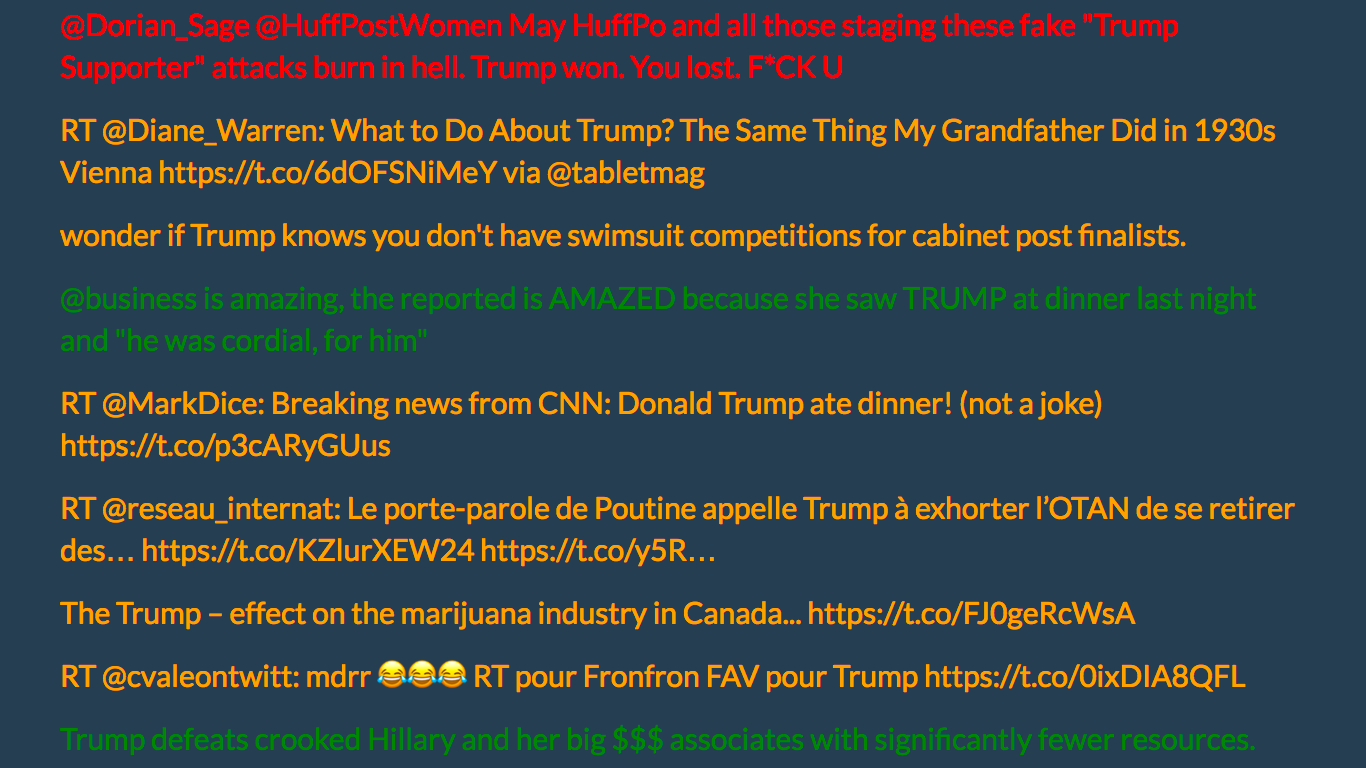 @Dorian_Sage @HuffPostWomen May HuffPo and all those staging these fake "Trump
Supporter" attacks burn in hell. Trump won. You lost. F*CK U
RT @Diane_Warren: What to Do About Trump? The Same Thing My Grandfather Did in 1930s
Vienna https://t.co/6dOFSNiMeY via @tabletmag
wonder if Trump knows you don't have swimsuit competitions for cabinet post finalists.
@business is amazing, the reported is AMAZED because she saw TRUMP at dinner last night
and "he was cordial, for him"
RT @MarkDice: Breaking news from CNN: Donald Trump ate dinner! (not a joke)
https://t.co/p3cARyGUus
RT @reseau_internat: Le porte-parole de Poutine appelle Trump à exhorter l’OTAN de se retirer
des… https://t.co/KZlurXEW24 https://t.co/y5R…
The Trump – effect on the marijuana industry in Canada... https://t.co/FJ0geRcWsA
RT @cvaleontwitt: mdrr 😂😂😂 RT pour Fronfron FAV pour Trump https://t.co/0ixDIA8QFL
Trump defeats crooked Hillary and her big $$$ associates with significantly fewer resources.